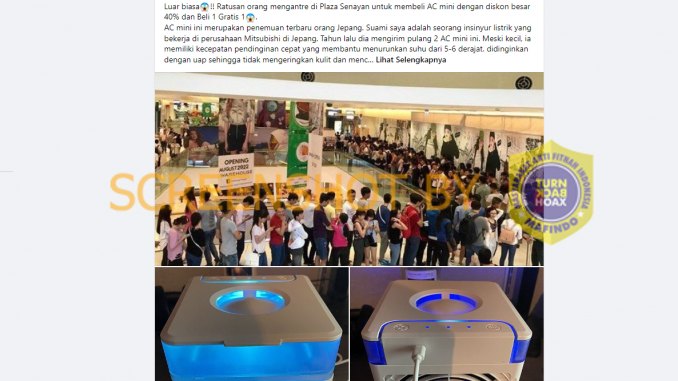 Luar biasa😱!! Ratusan orang mengantre di Plaza Senayan untuk membeli AC mini dengan diskon besar
40% dan Beli 1 Gratis 1😱.
AC mini ini merupakan penemuan terbaru orang Jepang. Suami saya adalah seorang insinyur listrik yang
bekerja di perusahaan Mitsubishi di Jepang. Tahun lalu dia mengirim pulang 2 AC mini ini. Meski kecil, ia
memiliki kecepatan pendinginan cepat yang membantu menurunkan suhu dari 5-6 derajat. didinginkan
dengan uap sehingga tidak mengeringkan kulit dan menc... Lihat Selengkapnya
OPENING
AUGUST 2022
SCREENSHOT BY
FITNAH INDONESIA
TURN
BACK
HOAX
MAFINDO